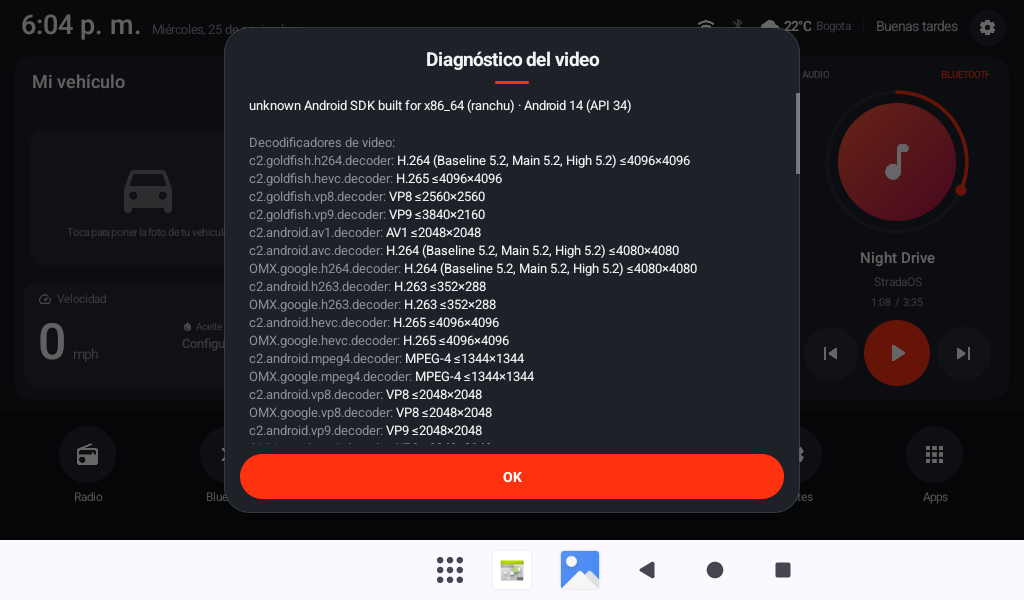 6:04 p. m.
Miércoles, 25 de noviembre
22°C Bogota
Buenas tardes
Mi vehículo
Toca para poner la foto de tu vehícul
Velocidad
0 mph
Aceite
Configu
Diagnóstico del video
unknown Android SDK built for x86_64 (ranchu) · Android 14 (API 34)
Decodificadores de video:
c2.goldfish.h264.decoder: H.264 (Baseline 5.2, Main 5.2, High 5.2) ≤4096×4096
c2.goldfish.hevc.decoder: H.265 ≤4096×4096
c2.goldfish.vp8.decoder: VP8 ≤2560×2560
c2.goldfish.vp9.decoder: VP9 ≤3840×2160
c2.android.av1.decoder: AV1 ≤2048×2048
c2.android.avc.decoder: H.264 (Baseline 5.2, Main 5.2, High 5.2) ≤4080×4080
OMX.google.h264.decoder: H.264 (Baseline 5.2, Main 5.2, High 5.2) ≤4080×4080
c2.android.h263.decoder: H.263 ≤352×288
OMX.google.h263.decoder: H.263 ≤352×288
c2.android.hevc.decoder: H.265 ≤4096×4096
OMX.google.hevc.decoder: H.265 ≤4096×4096
c2.android.mpeg4.decoder: MPEG-4 ≤1344×1344
OMX.google.mpeg4.decoder: MPEG-4 ≤1344×1344
c2.android.vp8.decoder: VP8 ≤2048×2048
OMX.google.vp8.decoder: VP8 ≤2048×2048
c2.android.vp9.decoder: VP9 ≤2048×2048
OK
AUDIO
BLUETOOTH
Night Drive
StradaOS
1:08 / 3:35
Radio
Blue
tes
Apps